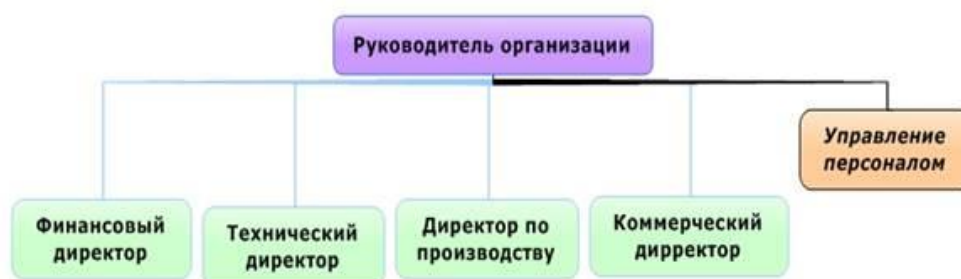 Руководитель организации
Управление
персоналом
Финансовый
директор
Технический
директор
Директор по
производству
Коммерческий
дирректор